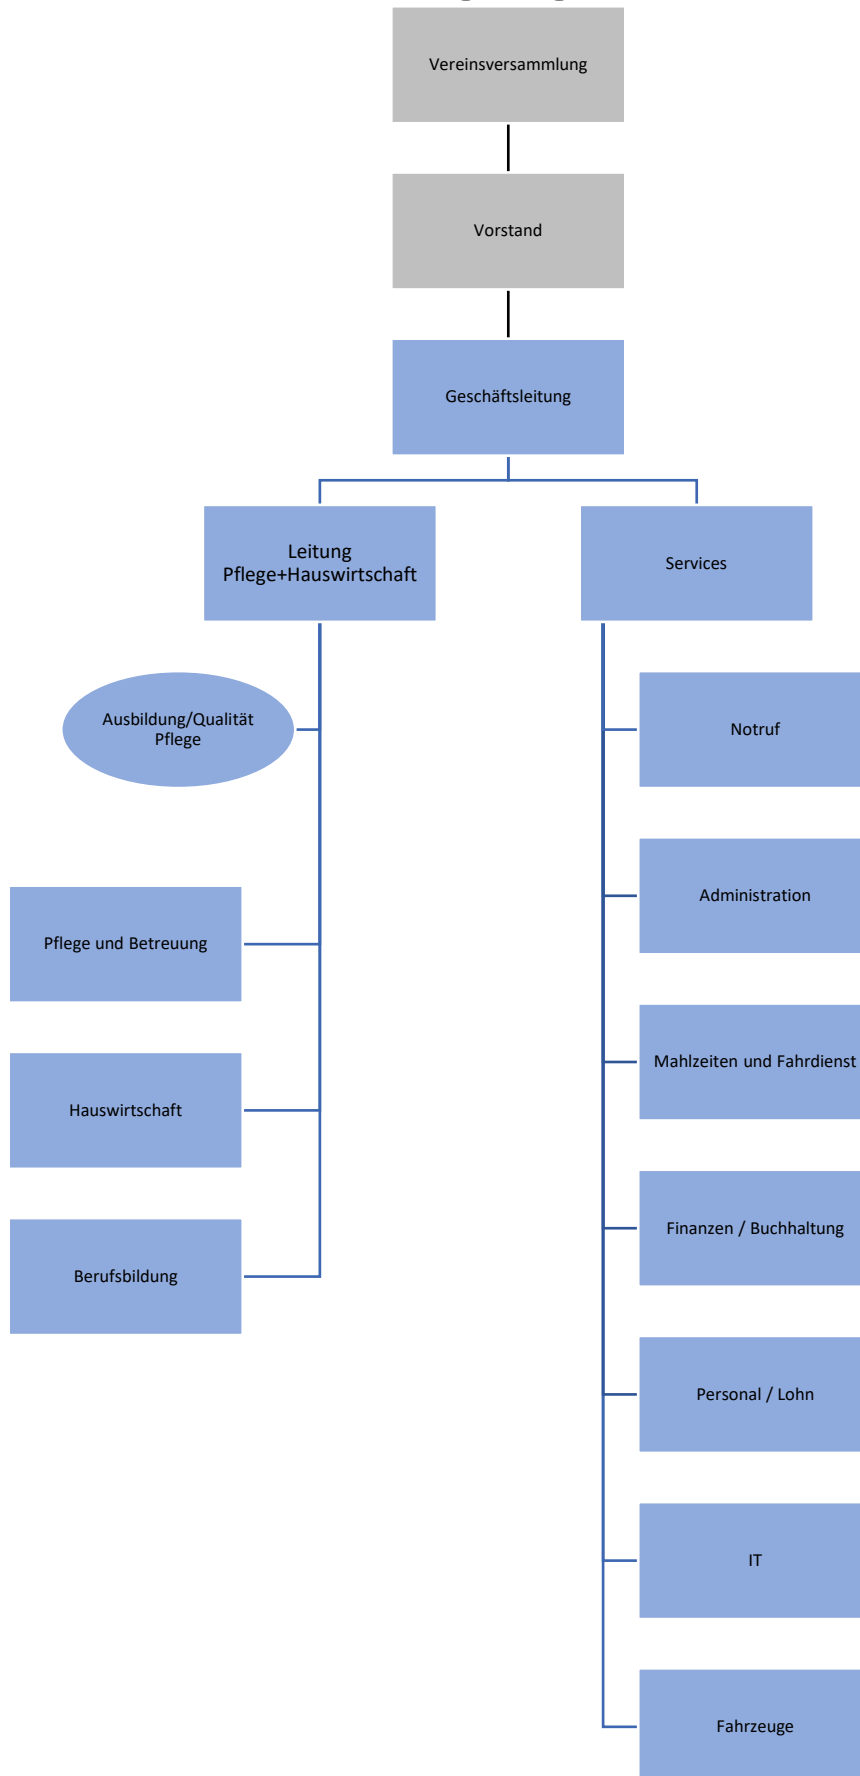 Vereinsversammlung
Vorstand
Geschäftsleitung
Leitung
Pflege+Hauswirtschaft
Services
Ausbildung/Qualität
Pflege
Notruf
Pflege und Betreuung
Administration
Hauswirtschaft
Mahlzeiten und Fahrdienst
Berufsbildung
Finanzen / Buchhaltung
Personal / Lohn
IT
Fahrzeuge